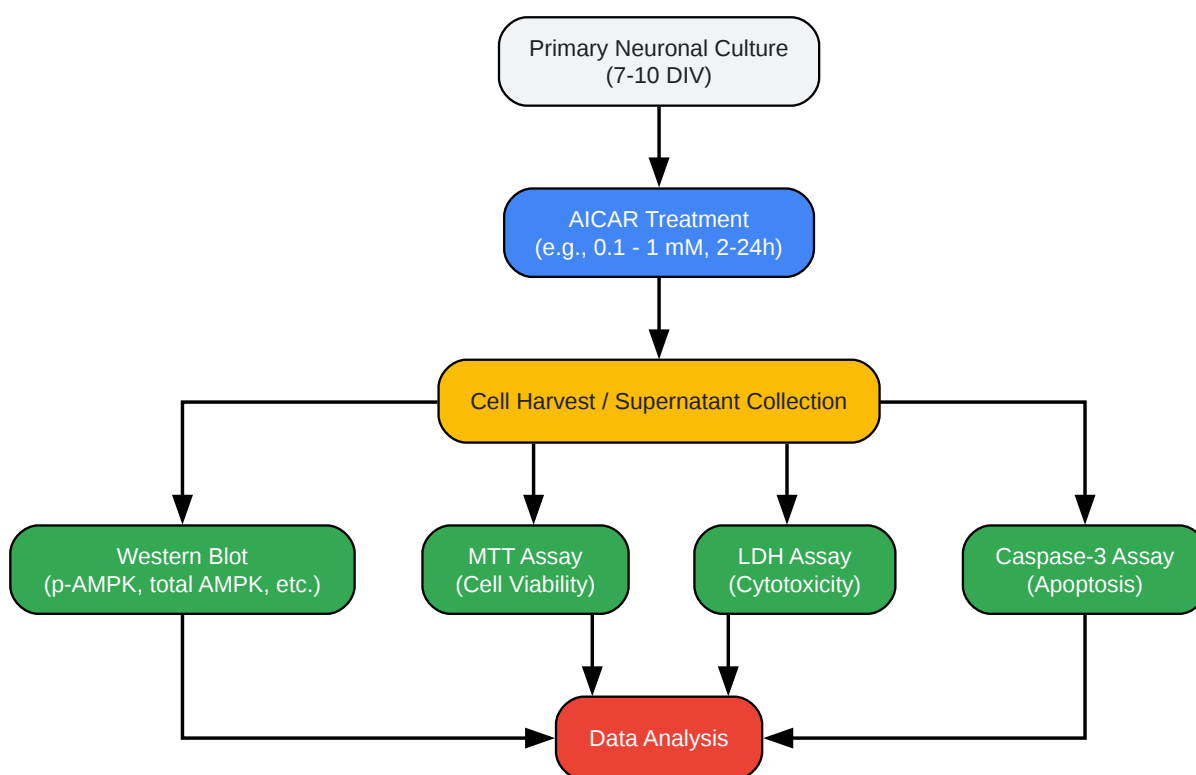 Primary Neuronal Culture
(7-10 DIV)
AICAR Treatment
(e.g., 0.1 - 1 mM, 2-24h)
Cell Harvest / Supernatant Collection
Western Blot
(p-AMPK, total AMPK, etc.)
MTT Assay
(Cell Viability)
LDH Assay
(Cytotoxicity)
Caspase-3 Assay
(Apoptosis)
Data Analysis